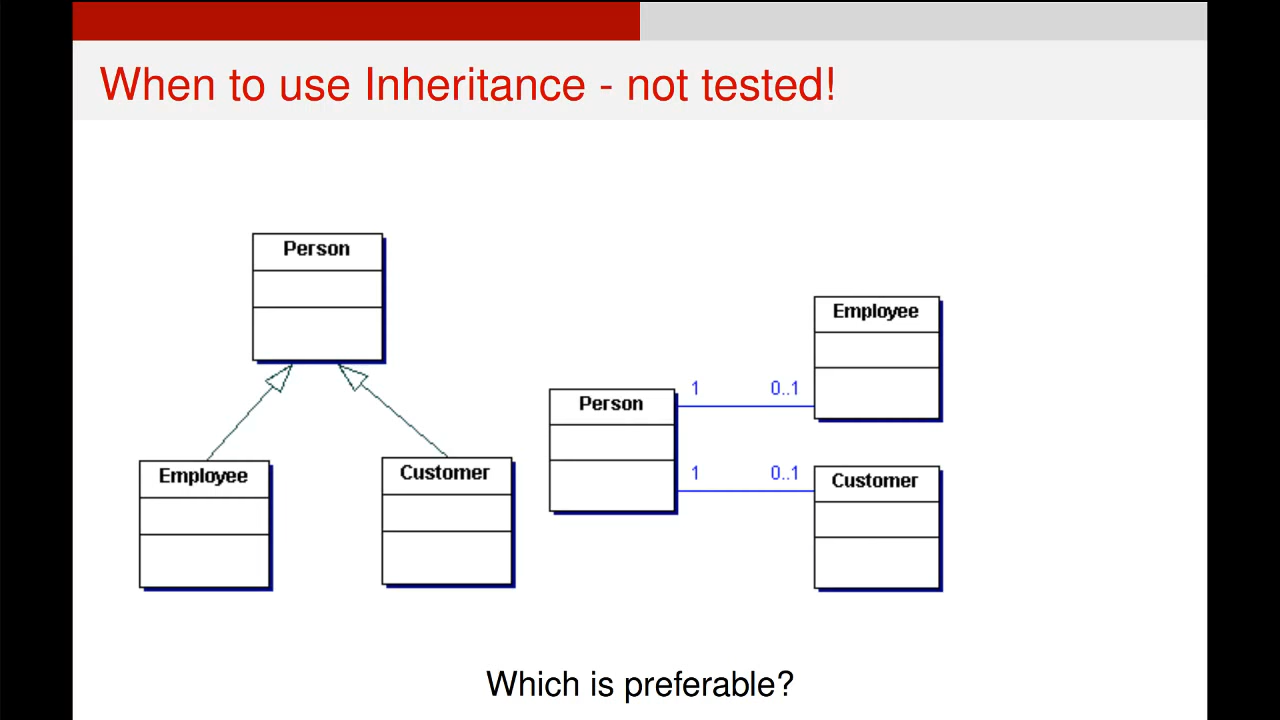 When to use Inheritance - not tested!
Person
Employee
Customer
Person
1
0..1
Employee
1
0..1
Customer
Which is preferable?